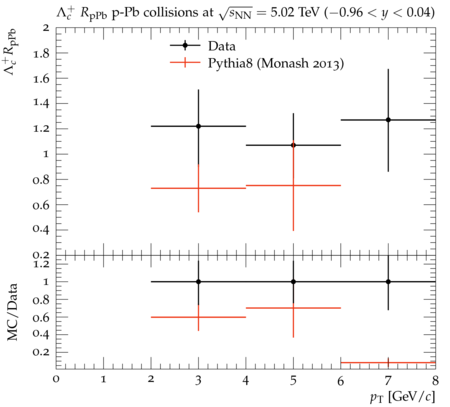 Λc+ RpPb p-Pb collisions at √sNN = 5.02 TeV (−0.96 < y < 0.04)
Λc+ RpPb
2
1.8
1.6
1.4
1.2
1
0.8
0.6
0.4
0.2
Data
Pythia8 (Monash 2013)
MC/Data
1.2
1
0.8
0.6
0.4
0.2
0 1 2 3 4 5 6 7 8
pT [GeV/c]